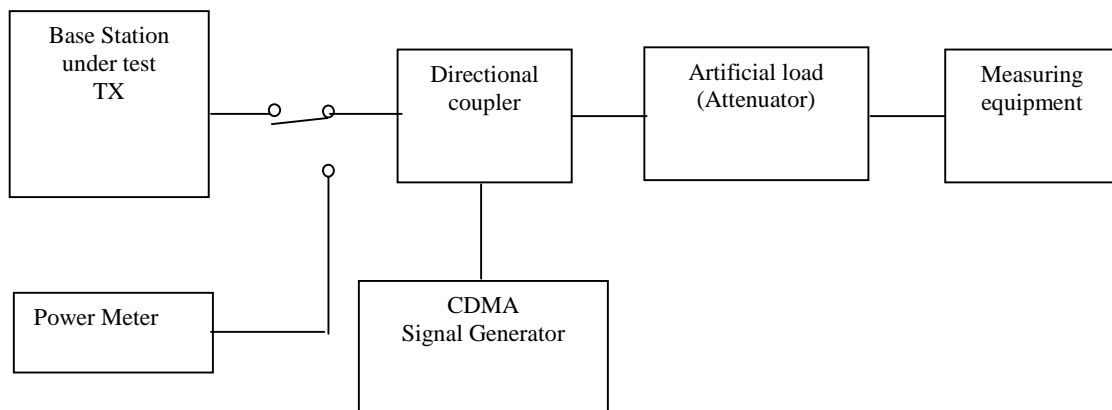 Base Station
under test
TX
Directional
coupler
Artificial load
(Attenuator)
Measuring
equipment
Power Meter
CDMA
Signal Generator